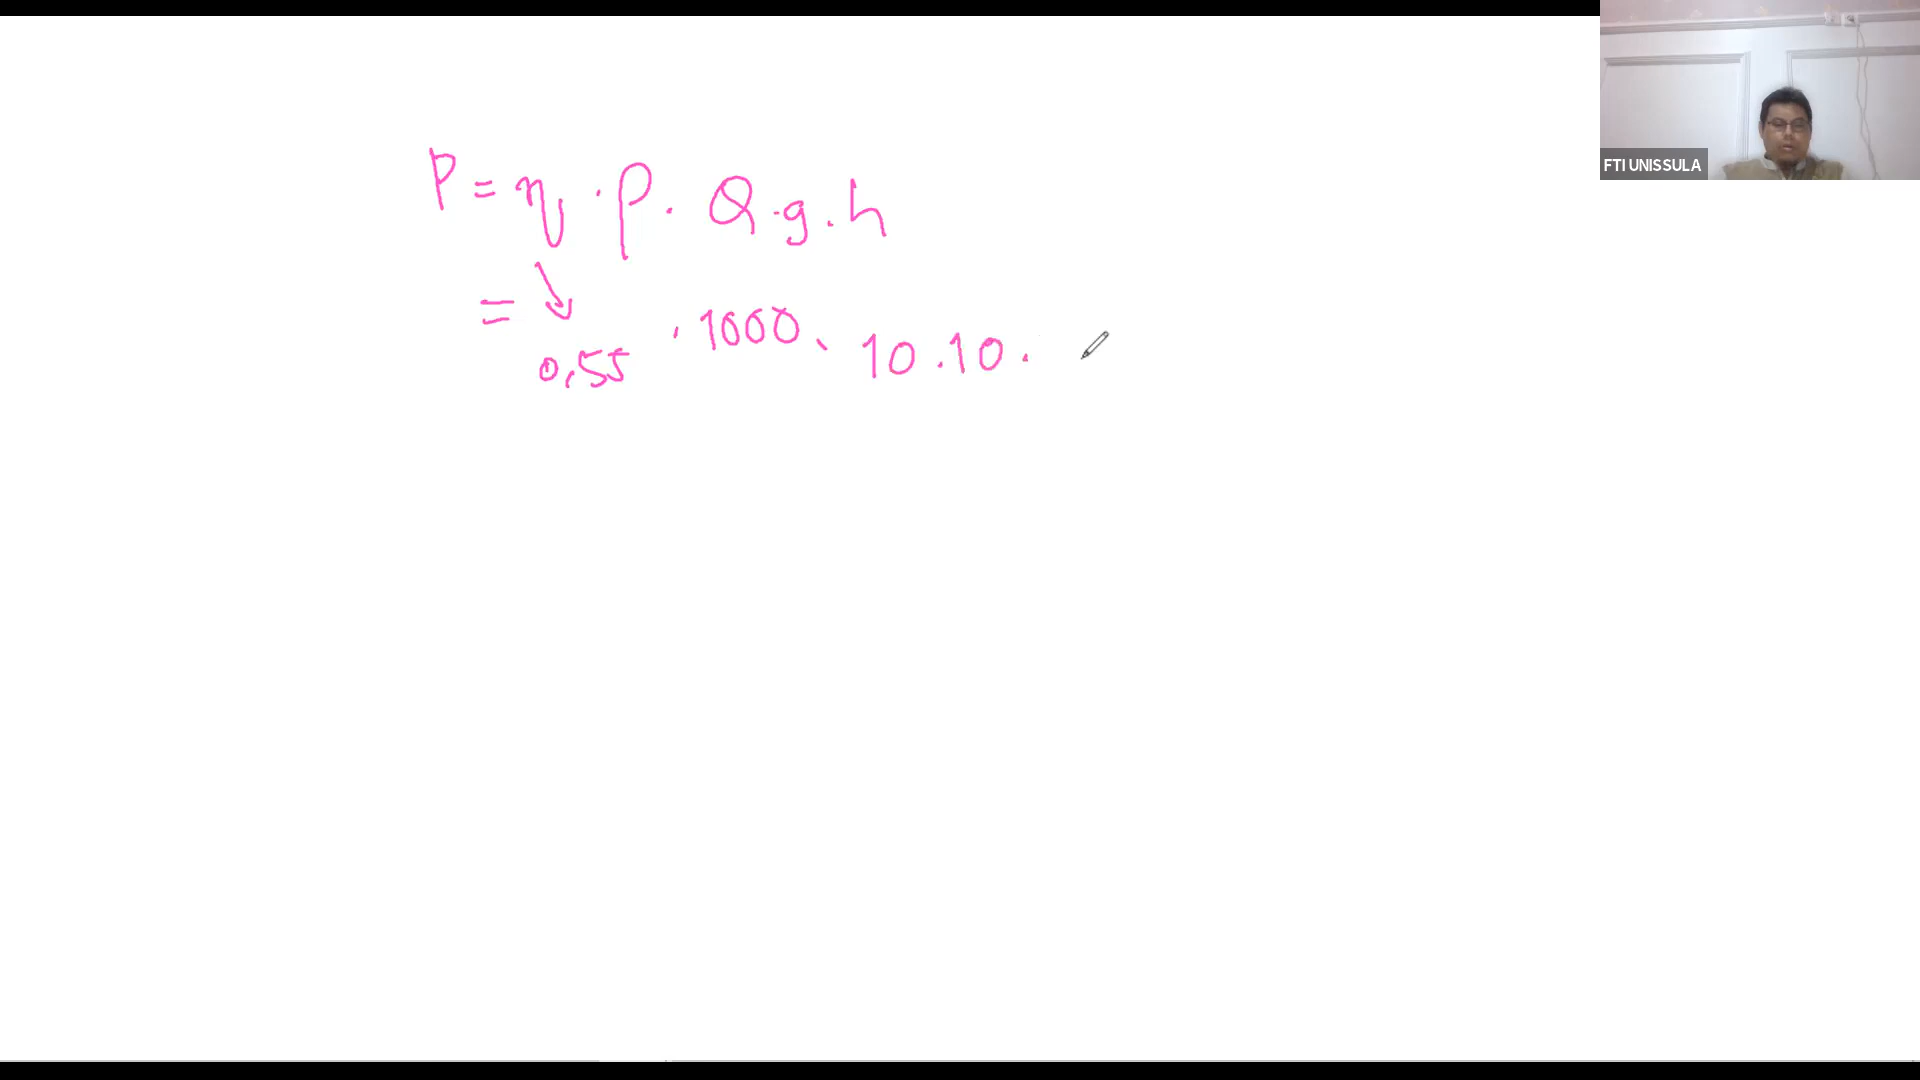 P = η . ρ . Q . g . h
= ↓ 0,55 . 1000 . 10 . 10 .
FTI UNISSULA